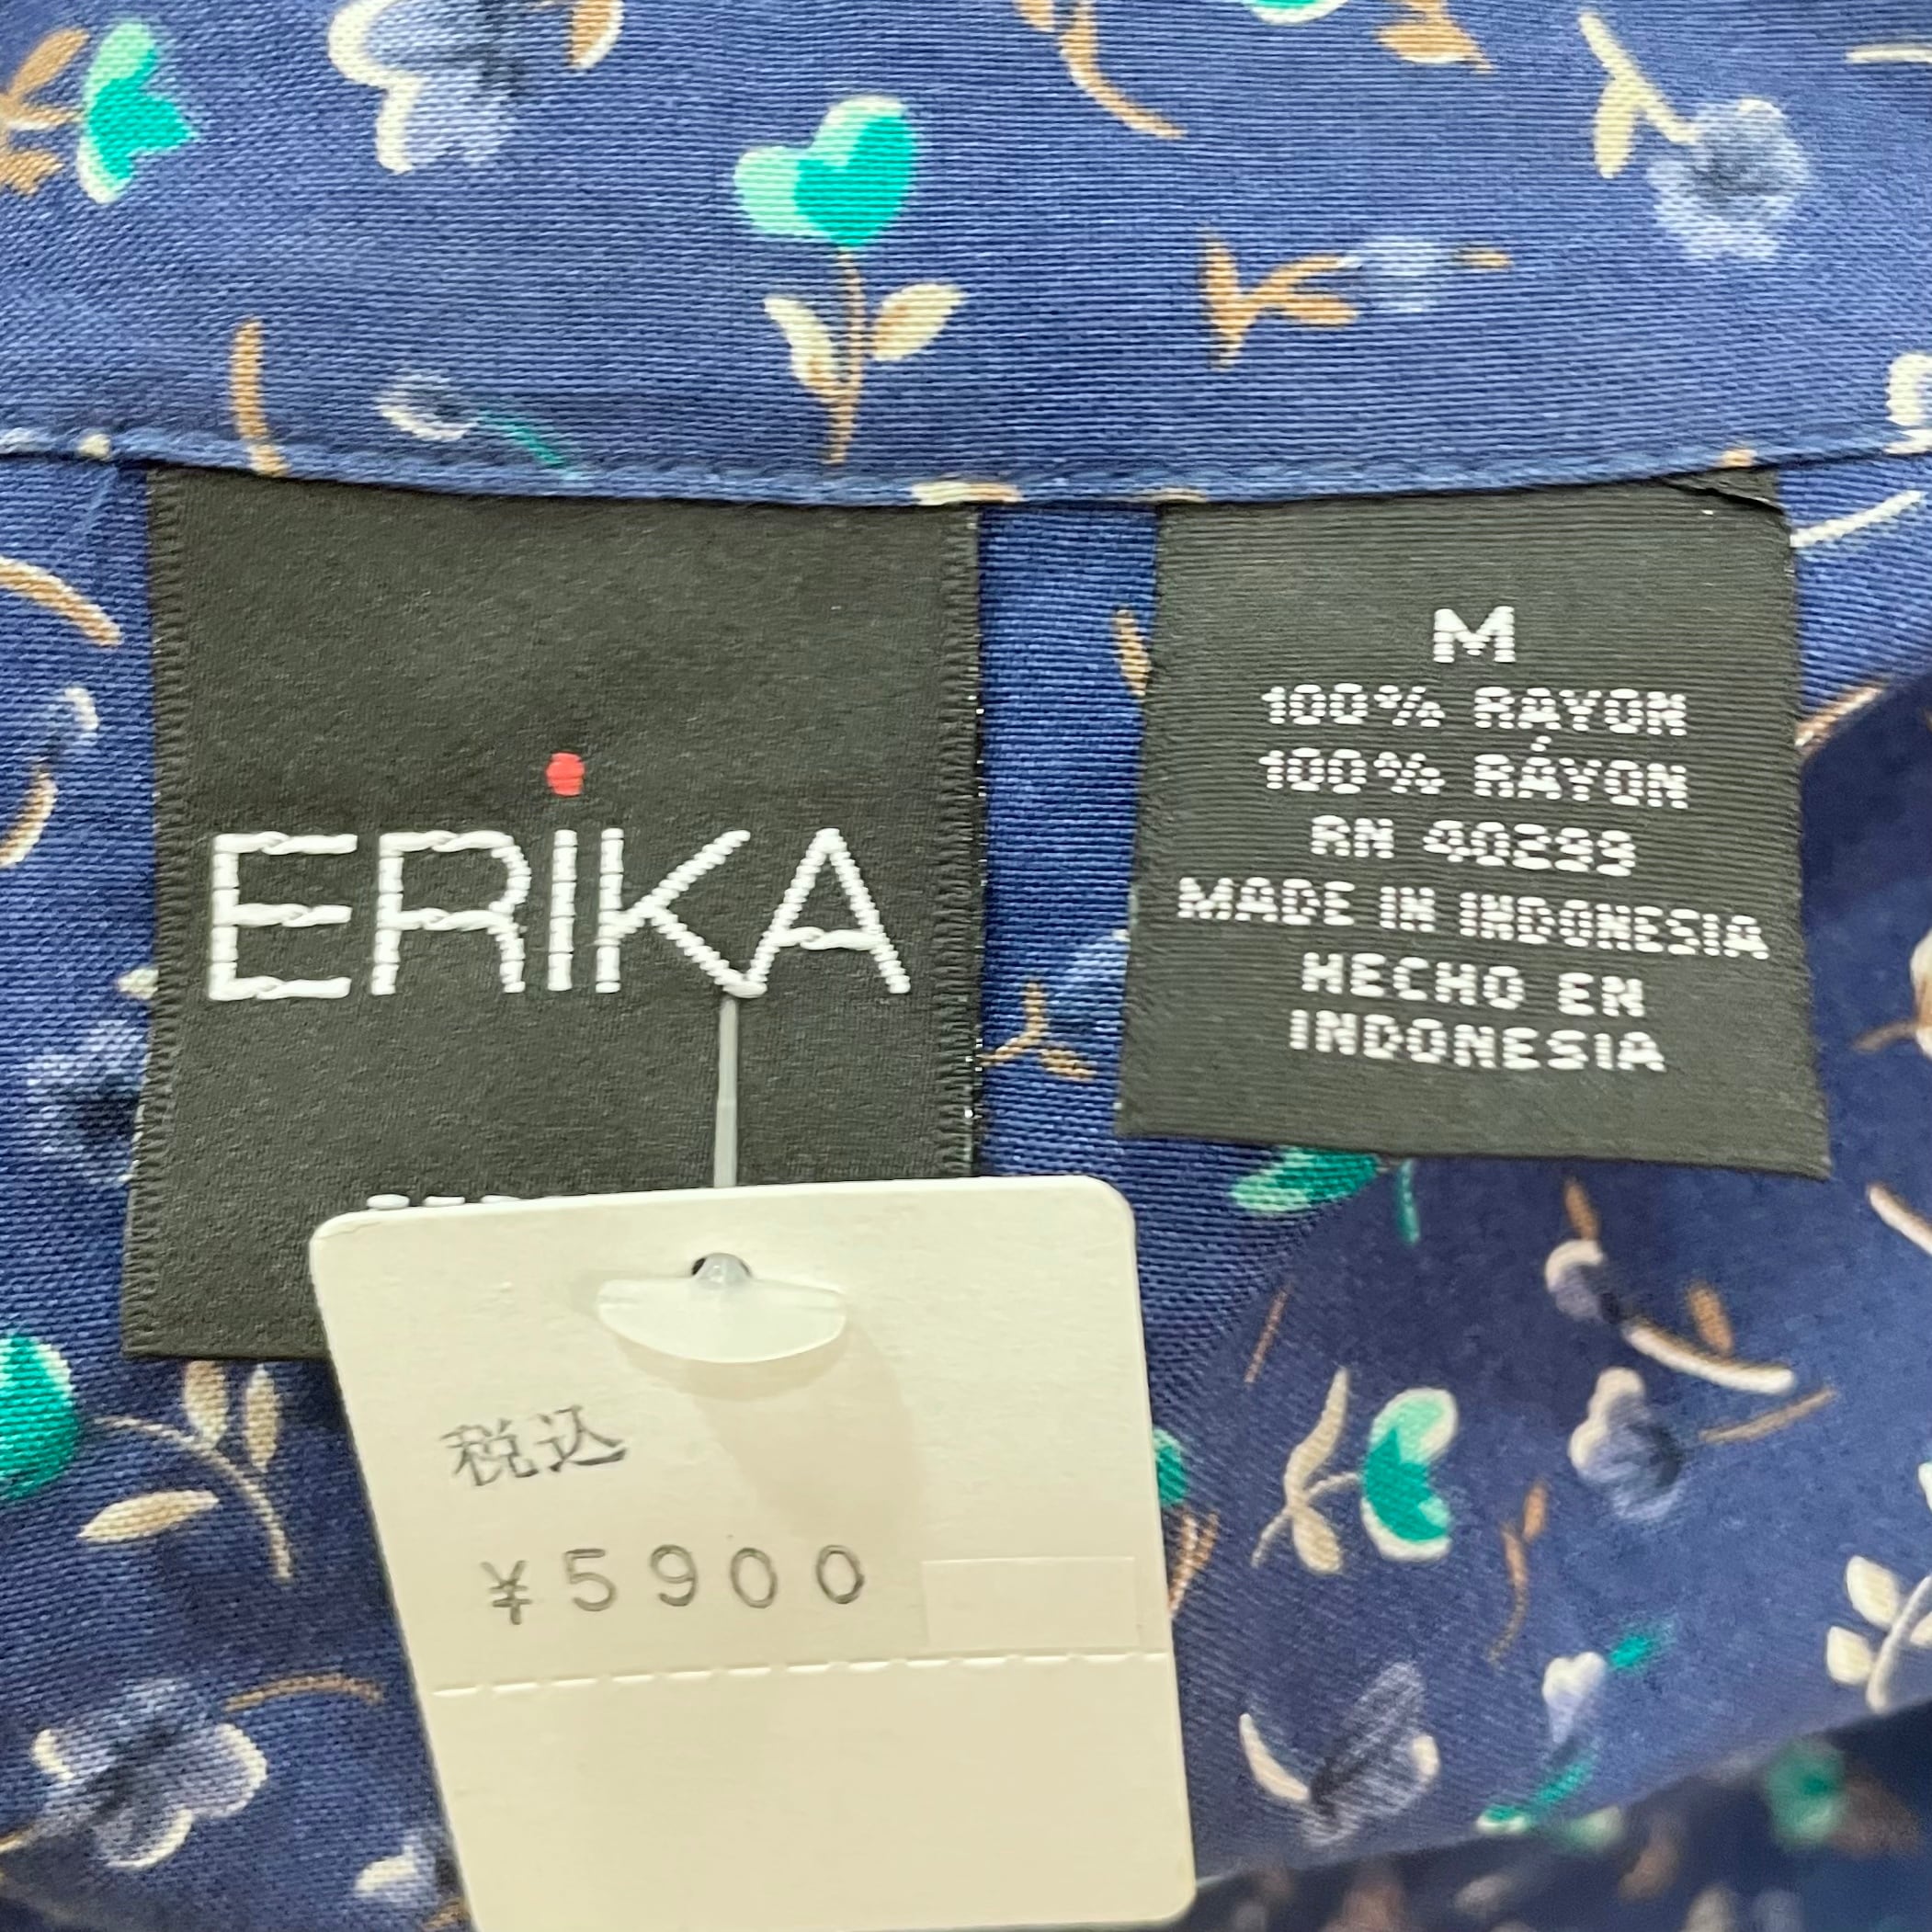 ERIKA
M
100% RAYON
100% RÁYON
RN 40299
MADE IN INDONESIA
HECHO EN
INDONESIA
税込
¥5900